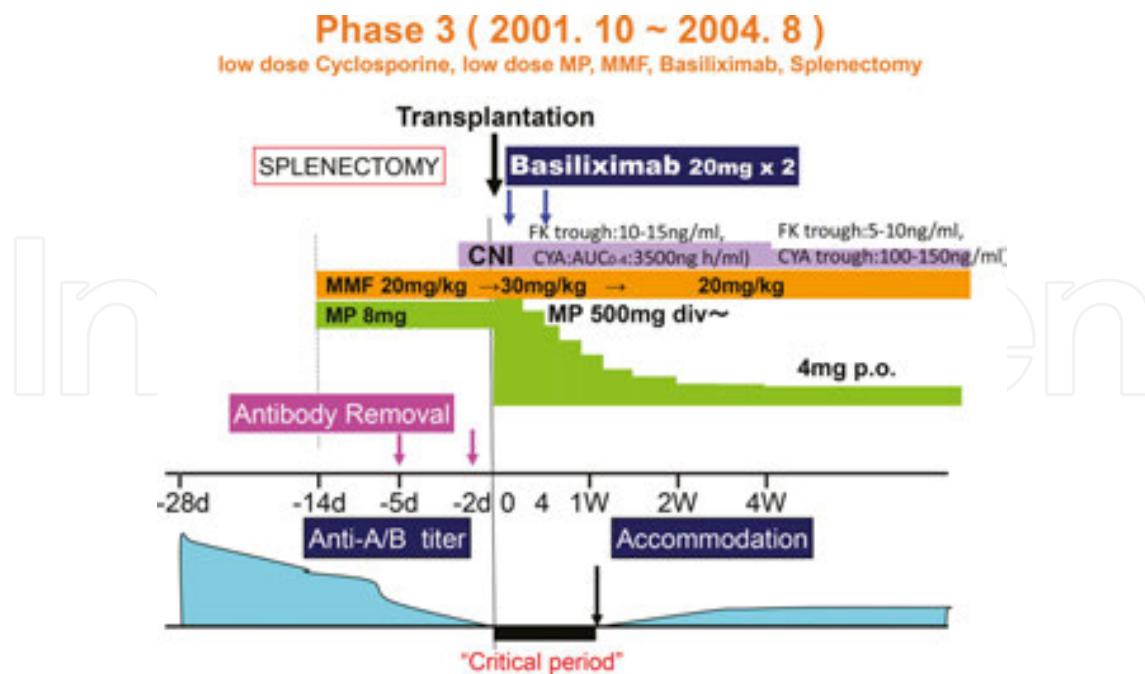 Phase 3 ( 2001. 10 ~ 2004. 8 )
low dose Cyclosporine, low dose MP, MMF, Basiliximab, Splenectomy
Transplantation
SPLENECTOMY
Basiliximab 20mg x 2
FK trough:10-15ng/ml,
FK trough:5-10ng/ml,
CNI
CYA:AUC0-4:3500ng h/ml)
CYA trough:100-150ng/ml)
MMF 20mg/kg →30mg/kg → 20mg/kg
MP 8mg
MP 500mg div～
4mg p.o.
Antibody Removal
-28d -14d -5d -2d 0 4 1W 2W 4W
Anti-A/B titer
Accommodation
"Critical period"